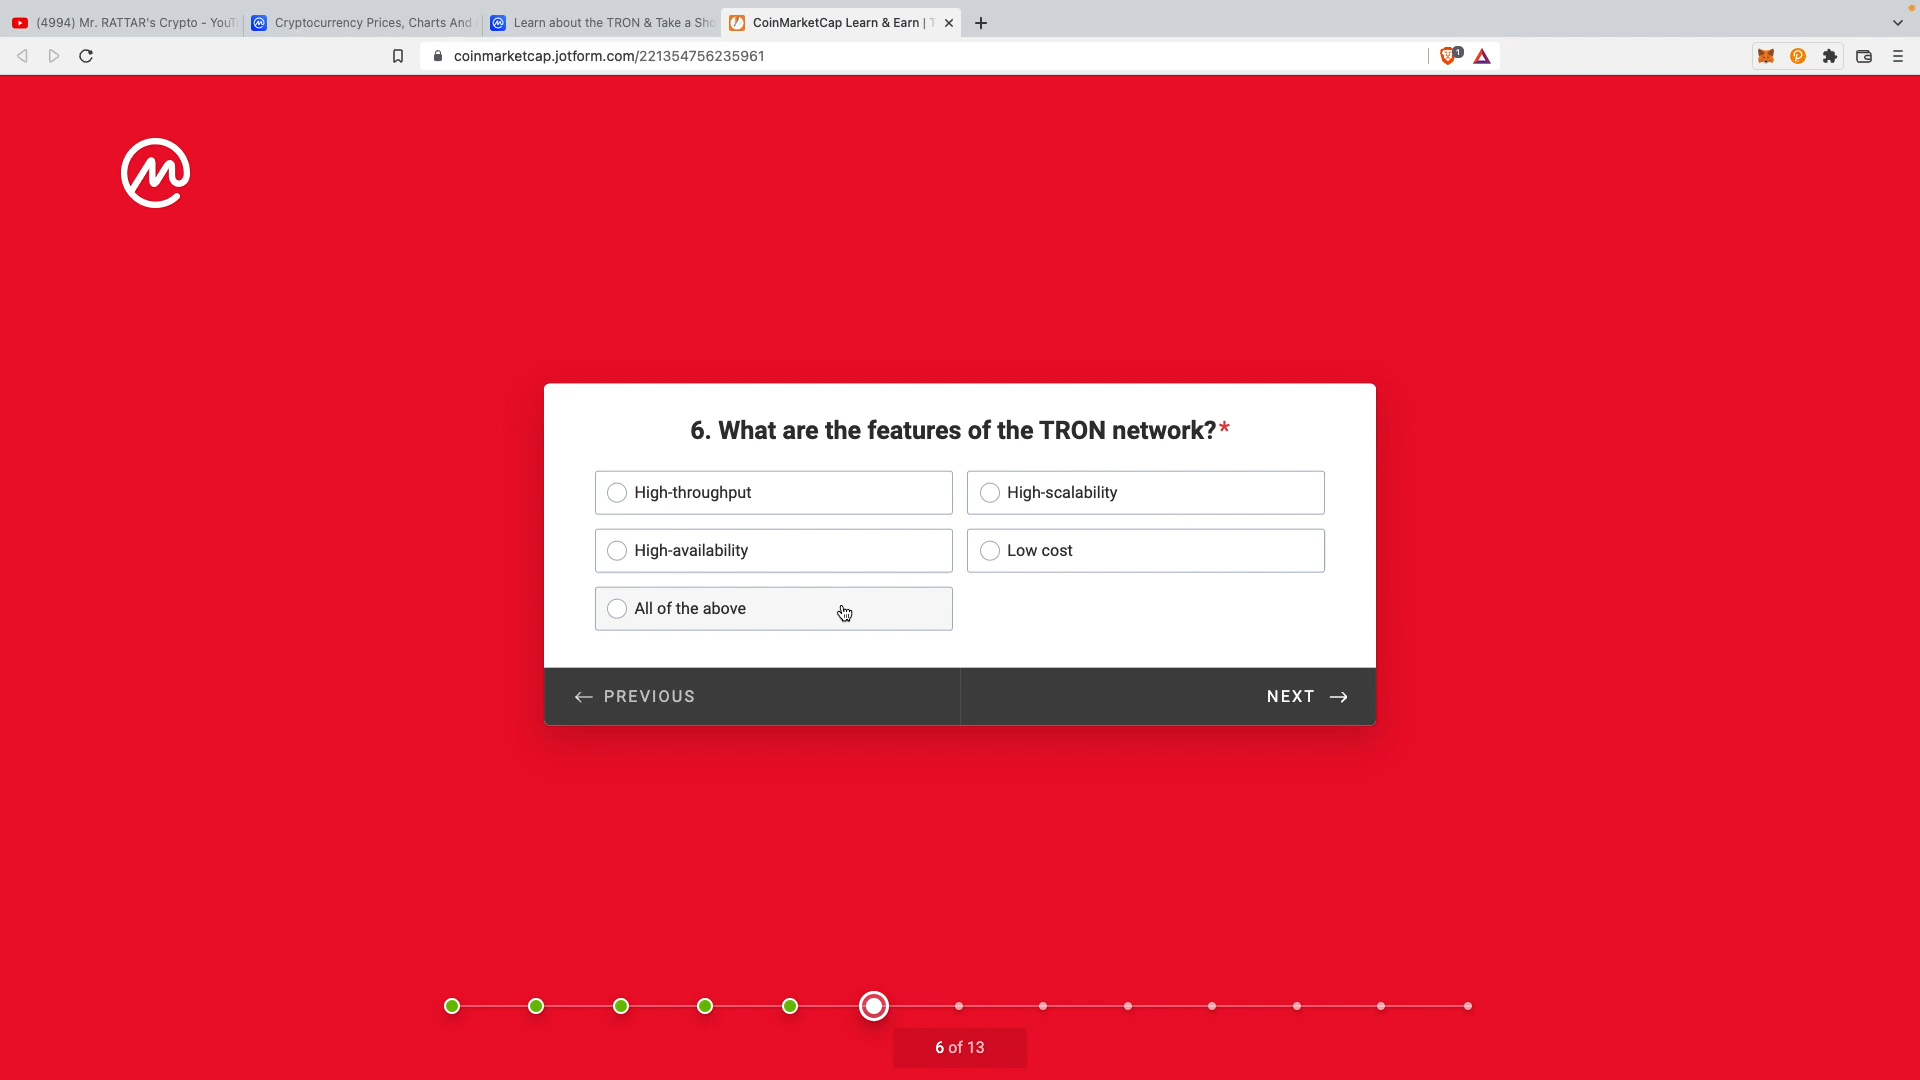 (4994) Mr. RATTAR's Crypto - YouT
Cryptocurrency Prices, Charts And
Learn about the TRON & Take a Sho
CoinMarketCap Learn & Earn | T
coinmarketcap.jotform.com/221354756235961
1
6. What are the features of the TRON network?*
High-throughput
High-scalability
High-availability
Low cost
All of the above
← PREVIOUS
NEXT →
6 of 13